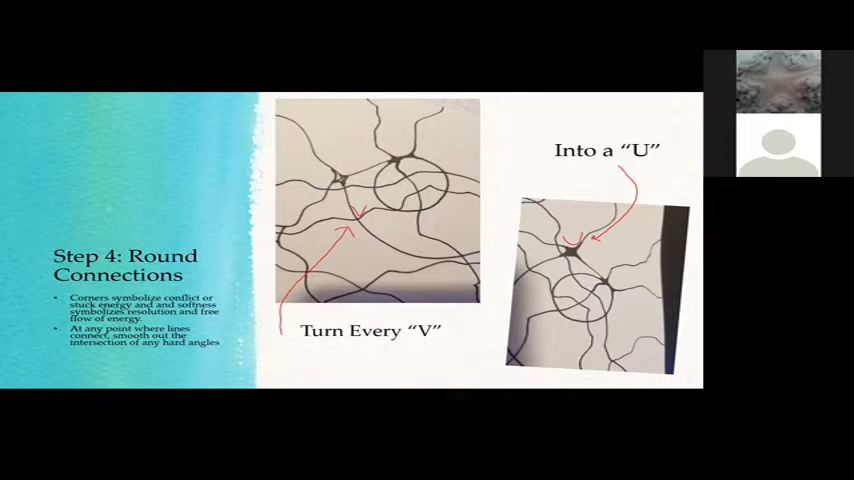 Step 4: Round
Connections
• Corners symbolize conflict or
stuck energy and and softness
symbolizes resolution and free
flow of energy.
• At any point where lines
connect, smooth out the
intersection of any hard angles
Turn Every “V”
Into a “U”